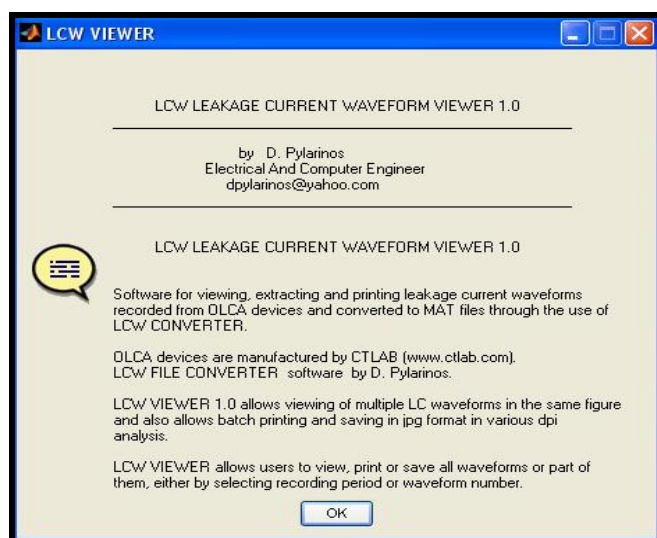 LCW VIEWER
LCW LEAKAGE CURRENT WAVEFORM VIEWER 1.0
by D. Pylarinos
Electrical And Computer Engineer
dpylarinos@yahoo.com
LCW LEAKAGE CURRENT WAVEFORM VIEWER 1.0
Software for viewing, extracting and printing leakage current waveforms
recorded from OLCA devices and converted to MAT files through the use of
LCW CONVERTER.
OLCA devices are manufactured by CTLAB (www.ctlab.com).
LCW FILE CONVERTER software by D. Pylarinos.
LCW VIEWER 1.0 allows viewing of multiple LC waveforms in the same figure
and also allows batch printing and saving in jpg format in various dpi
analysis.
LCW VIEWER allows users to view, print or save all waveforms or part of
them, either by selecting recording period or waveform number.
OK